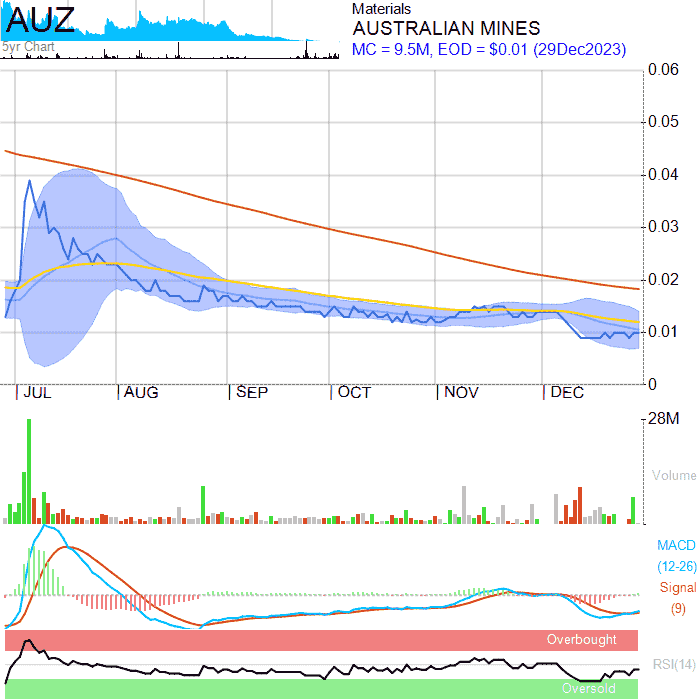 AUZ
5yr Chart
Materials
AUSTRALIAN MINES
MC = 9.5M, EOD = $0.01 (29Dec2023)
0.06
0.05
0.04
0.03
0.02
0.01
0
JUL AUG SEP OCT NOV DEC
28M
Volume
MACD
(12-26)
Signal
(9)
Overbought
RSI(14)
Oversold